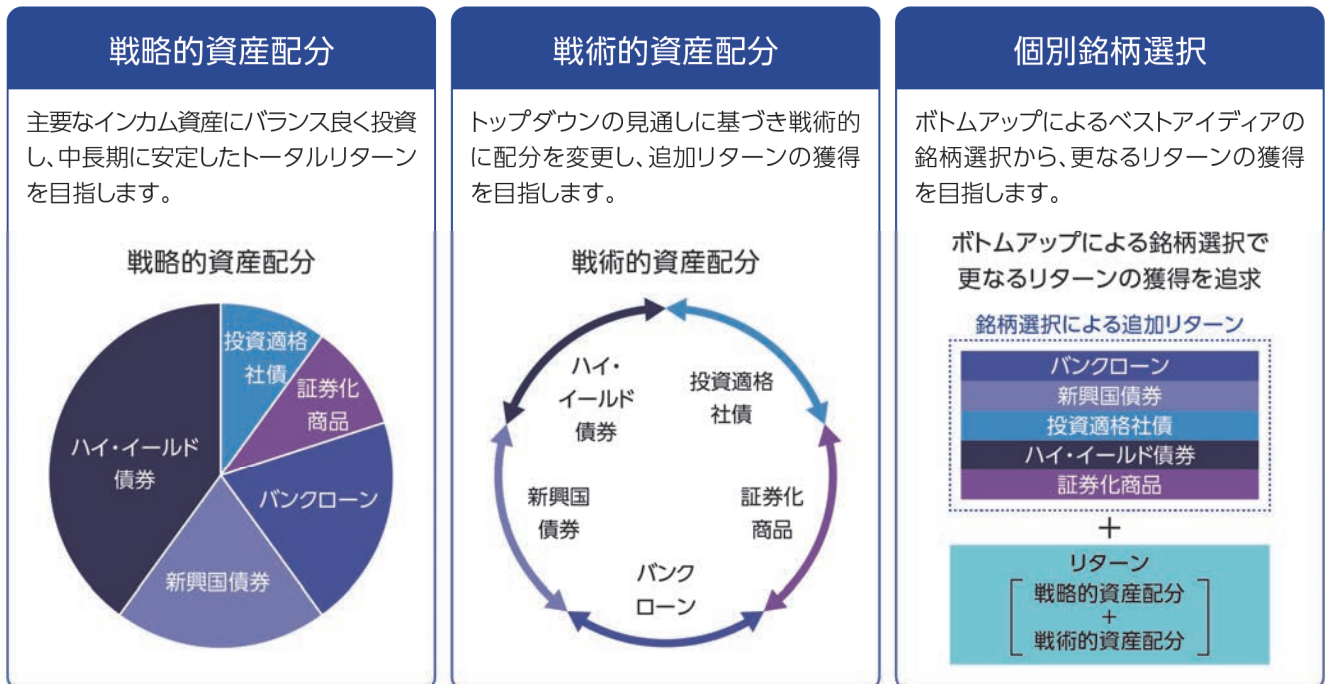 戦略的資産配分
主要なインカム資産にバランス良く投資
し、中長期に安定したトータルリターン
を目指します。
戦略的資産配分
投資適格
社債
証券化
商品
ハイ・イールド
債券
バンクローン
新興国債券
戦術的資産配分
トップダウンの見通しに基づき戦術的
に配分を変更し、追加リターンの獲得
を目指します。
戦術的資産配分
ハイ・
イールド
債券
投資適格
社債
新興国
債券
証券化
商品
バンク
ローン
個別銘柄選択
ボトムアップによるベストアイディアの
銘柄選択から、更なるリターンの獲得
を目指します。
ボトムアップによる銘柄選択で
更なるリターンの獲得を追求
銘柄選択による追加リターン
バンクローン
新興国債券
投資適格社債
ハイ・イールド債券
証券化商品
+
リターン
戦略的資産配分
+
戦術的資産配分